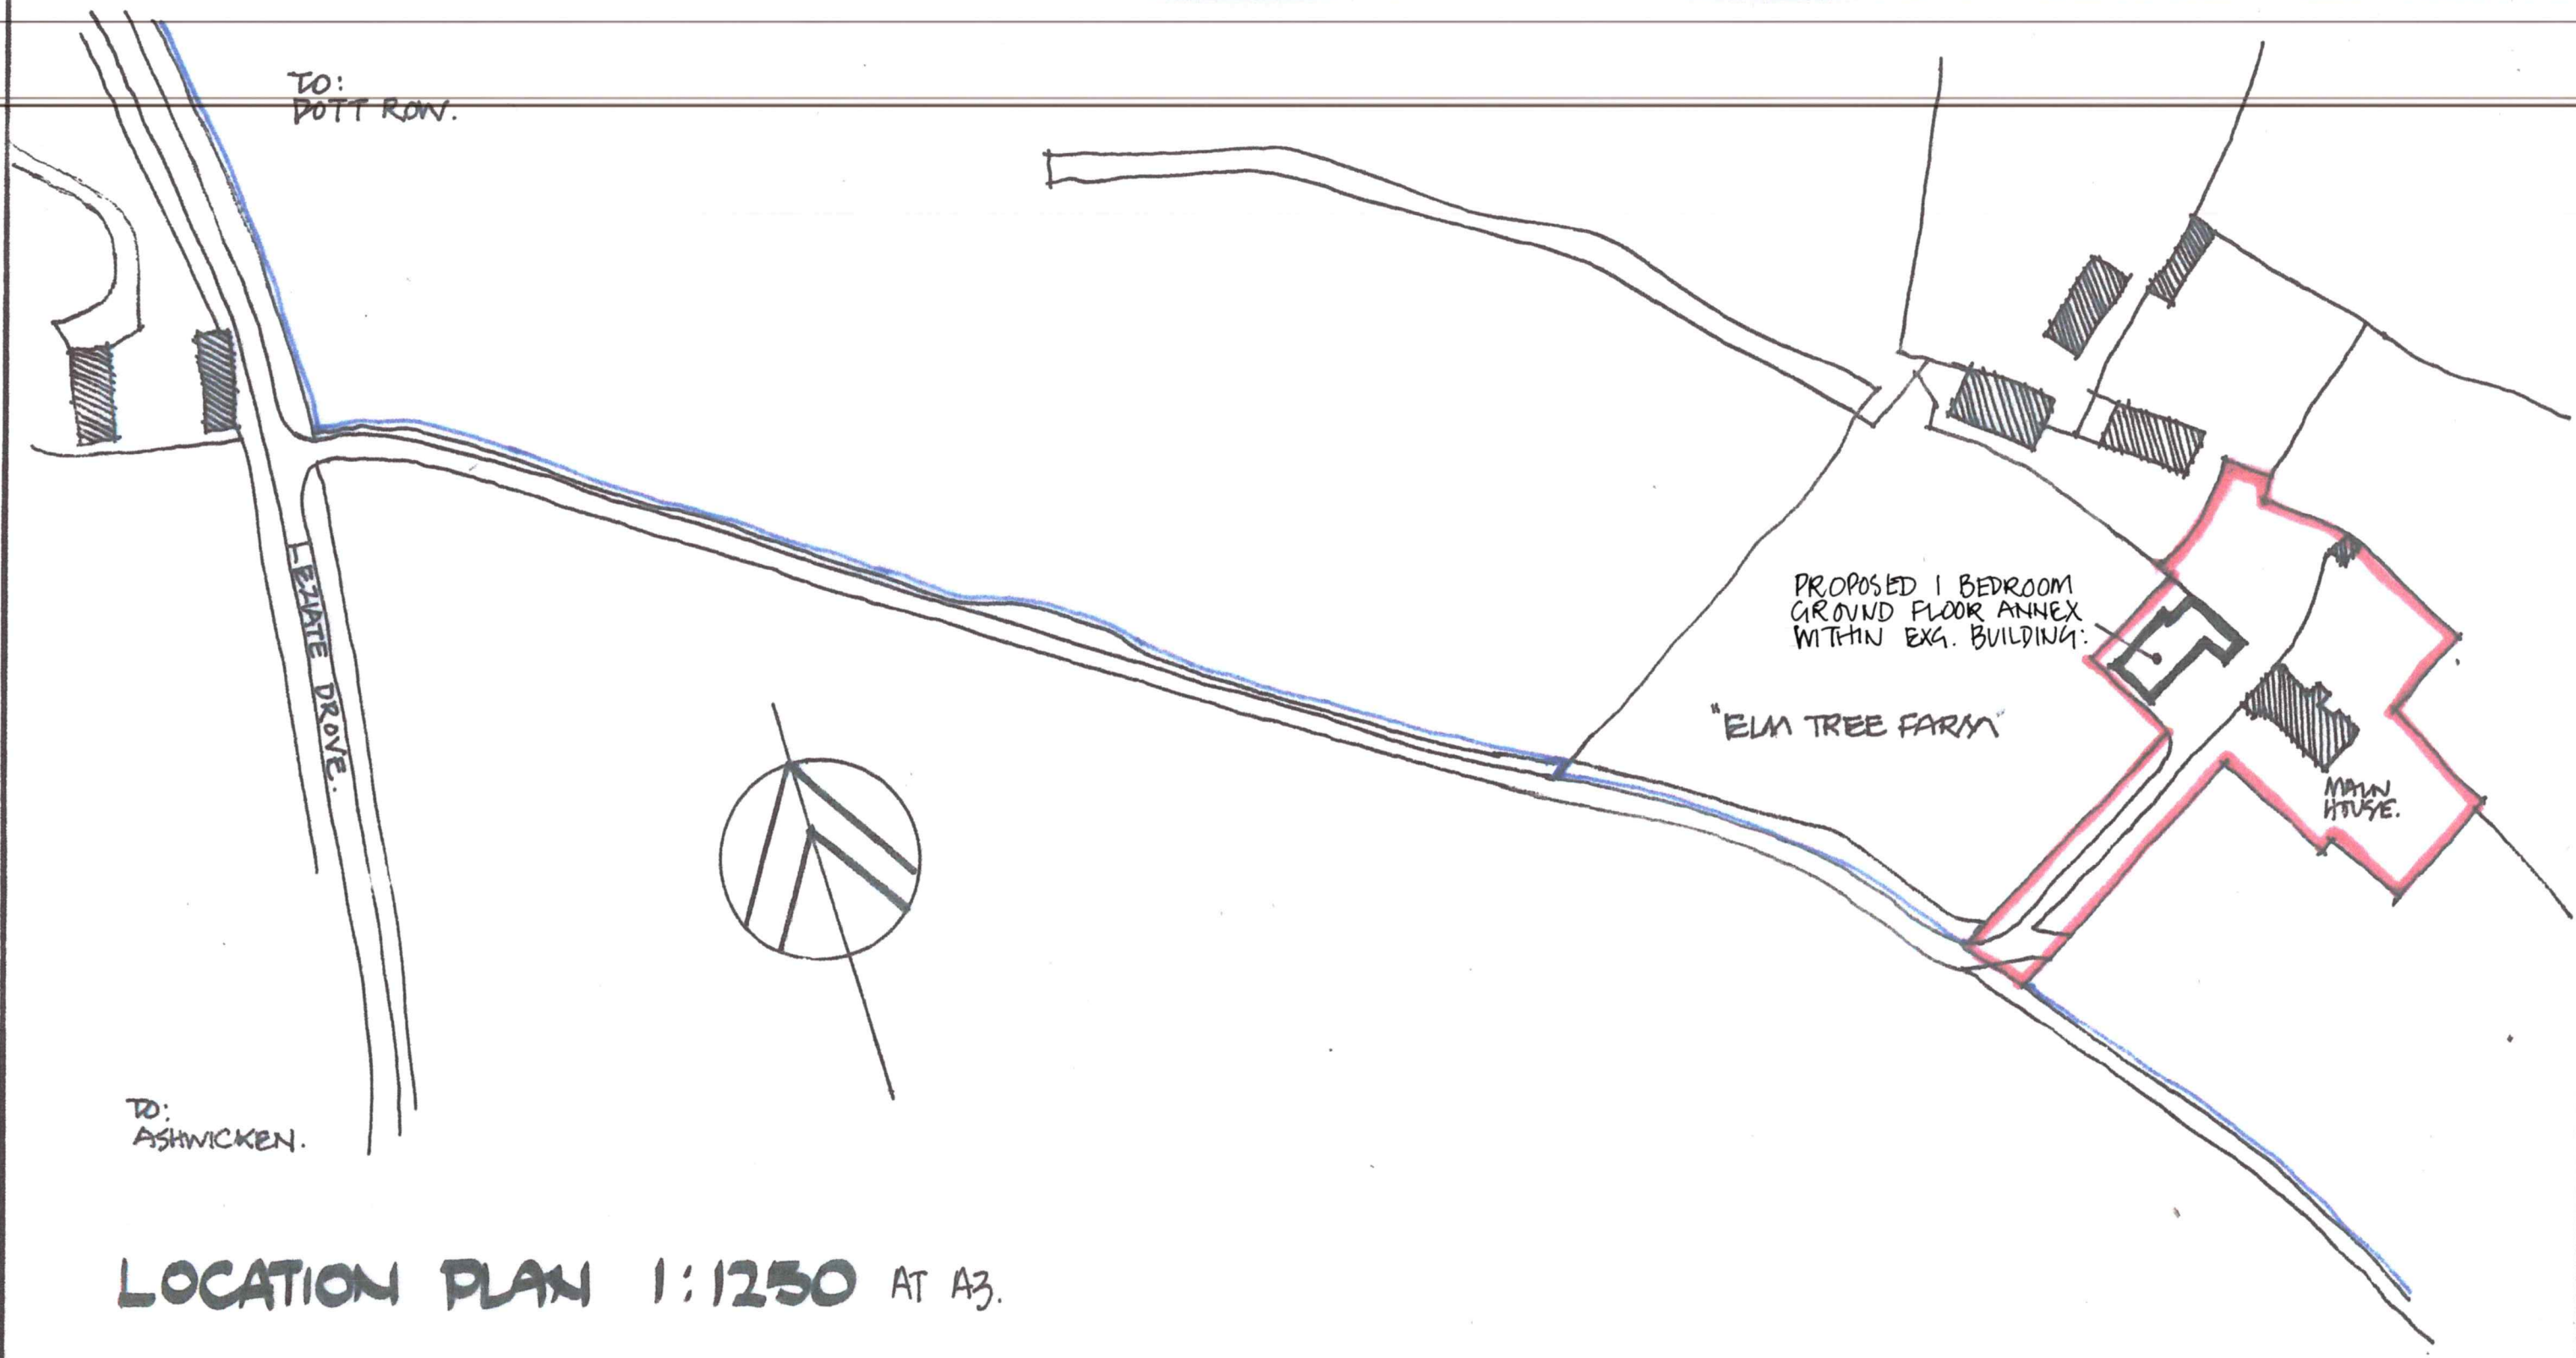 TO:
POTT ROW.
PROPOSED 1 BEDROOM
GROUND FLOOR ANNEX
WITHIN EXG. BUILDING:
"ELM TREE FARM"
LEZIATE DROVE.
MAIN
HOUSE.
TO:
ASHWICKEN.
LOCATION PLAN 1:1250 AT A3.